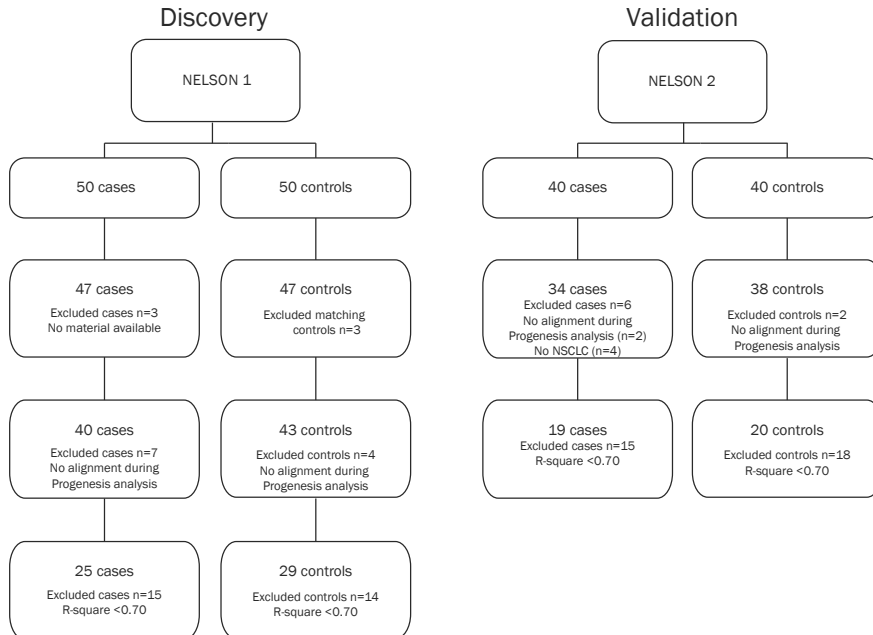 Discovery
NELSON 1
50 cases
50 controls
47 cases
Excluded cases n=3
No material available
47 controls
Excluded matching
controls n=3
40 cases
Excluded cases n=7
No alignment during
Progenesis analysis
43 controls
Excluded controls n=4
No alignment during
Progenesis analysis
25 cases
Excluded cases n=15
R-square <0.70
29 controls
Excluded controls n=14
R-square <0.70
Validation
NELSON 2
40 cases
40 controls
34 cases
Excluded cases n=6
No alignment during
Progenesis analysis (n=2)
No NSCLC (n=4)
38 controls
Excluded controls n=2
No alignment during
Progenesis analysis
19 cases
Excluded cases n=15
R-square <0.70
20 controls
Excluded controls n=18
R-square <0.70